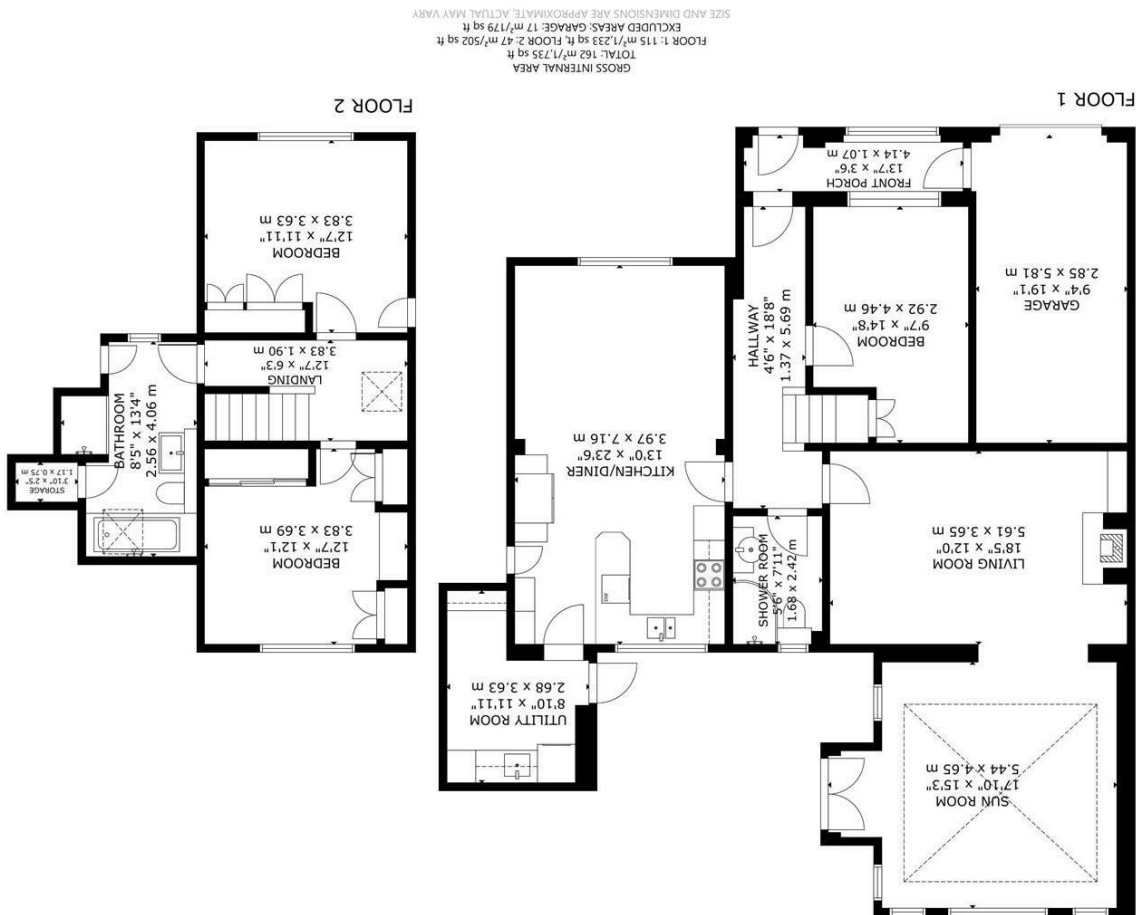 SUN ROOM
17'10" x 15'3"
5.44 x 4.65 m
LIVING ROOM
18'5" x 12'0"
5.61 x 3.65 m
UTILITY ROOM
8'10" x 11'11"
2.68 x 3.63 m
SHOWER ROOM
5'6" x 7'11"
1.68 x 2.42 m
DW
KITCHEN/DINER
13'0" x 23'6"
3.97 x 7.16 m
HALLWAY
4'6" x 18'8"
1.37 x 5.69 m
GARAGE
9'4" x 19'1"
2.85 x 5.81 m
BEDROOM
9'7" x 14'8"
2.92 x 4.46 m
FRONT PORCH
13'7" x 3'6"
4.14 x 1.07 m
FLOOR 1
BEDROOM
12'7" x 12'1"
3.83 x 3.69 m
STORAGE
3'10" x 2'5"
1.17 x 0.75 m
BATHROOM
8'5" x 13'4"
2.56 x 4.06 m
LANDING
12'7" x 6'3"
3.83 x 1.90 m
BEDROOM
12'7" x 11'11"
3.83 x 3.63 m
FLOOR 2
GROSS INTERNAL AREA
TOTAL: 162 m²/1,735 sq ft
FLOOR 1: 115 m²/1,233 sq ft, FLOOR 2: 47 m²/502 sq ft
EXCLUDED AREAS: GARAGE: 17 m²/179 sq ft
SIZE AND DIMENSIONS ARE APPROXIMATE, ACTUAL MAY VARY